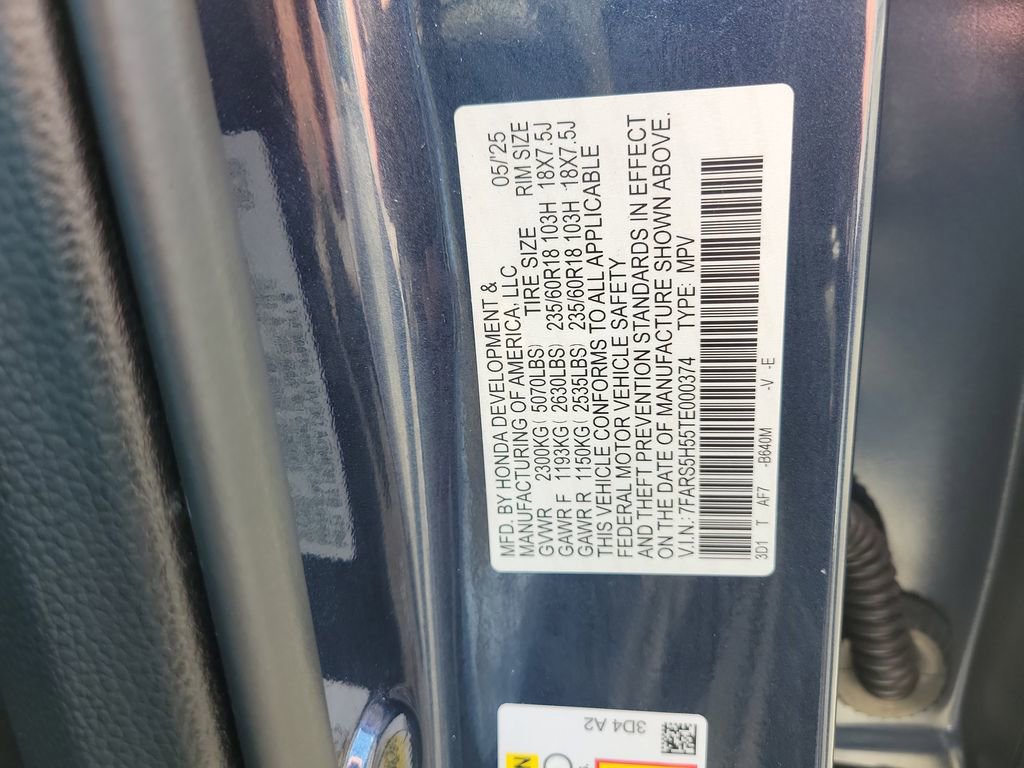 MFD. BY HONDA DEVELOPMENT &
MANUFACTURING OF AMERICA, LLC 05/'25
GVWR 2300KG( 5070LBS) TIRE SIZE RIM SIZE
GAWR F 1193KG( 2630LBS) 235/60R18 103H 18X7.5J
GAWR R 1150KG( 2535LBS) 235/60R18 103H 18X7.5J
THIS VEHICLE CONFORMS TO ALL APPLICABLE
FEDERAL MOTOR VEHICLE SAFETY
AND THEFT PREVENTION STANDARDS IN EFFECT
ON THE DATE OF MANUFACTURE SHOWN ABOVE.
V.I.N.: 7FARS5H55TE000374 TYPE: MPV
3D1 T AF7 -B640M -V -E
3D4 A2